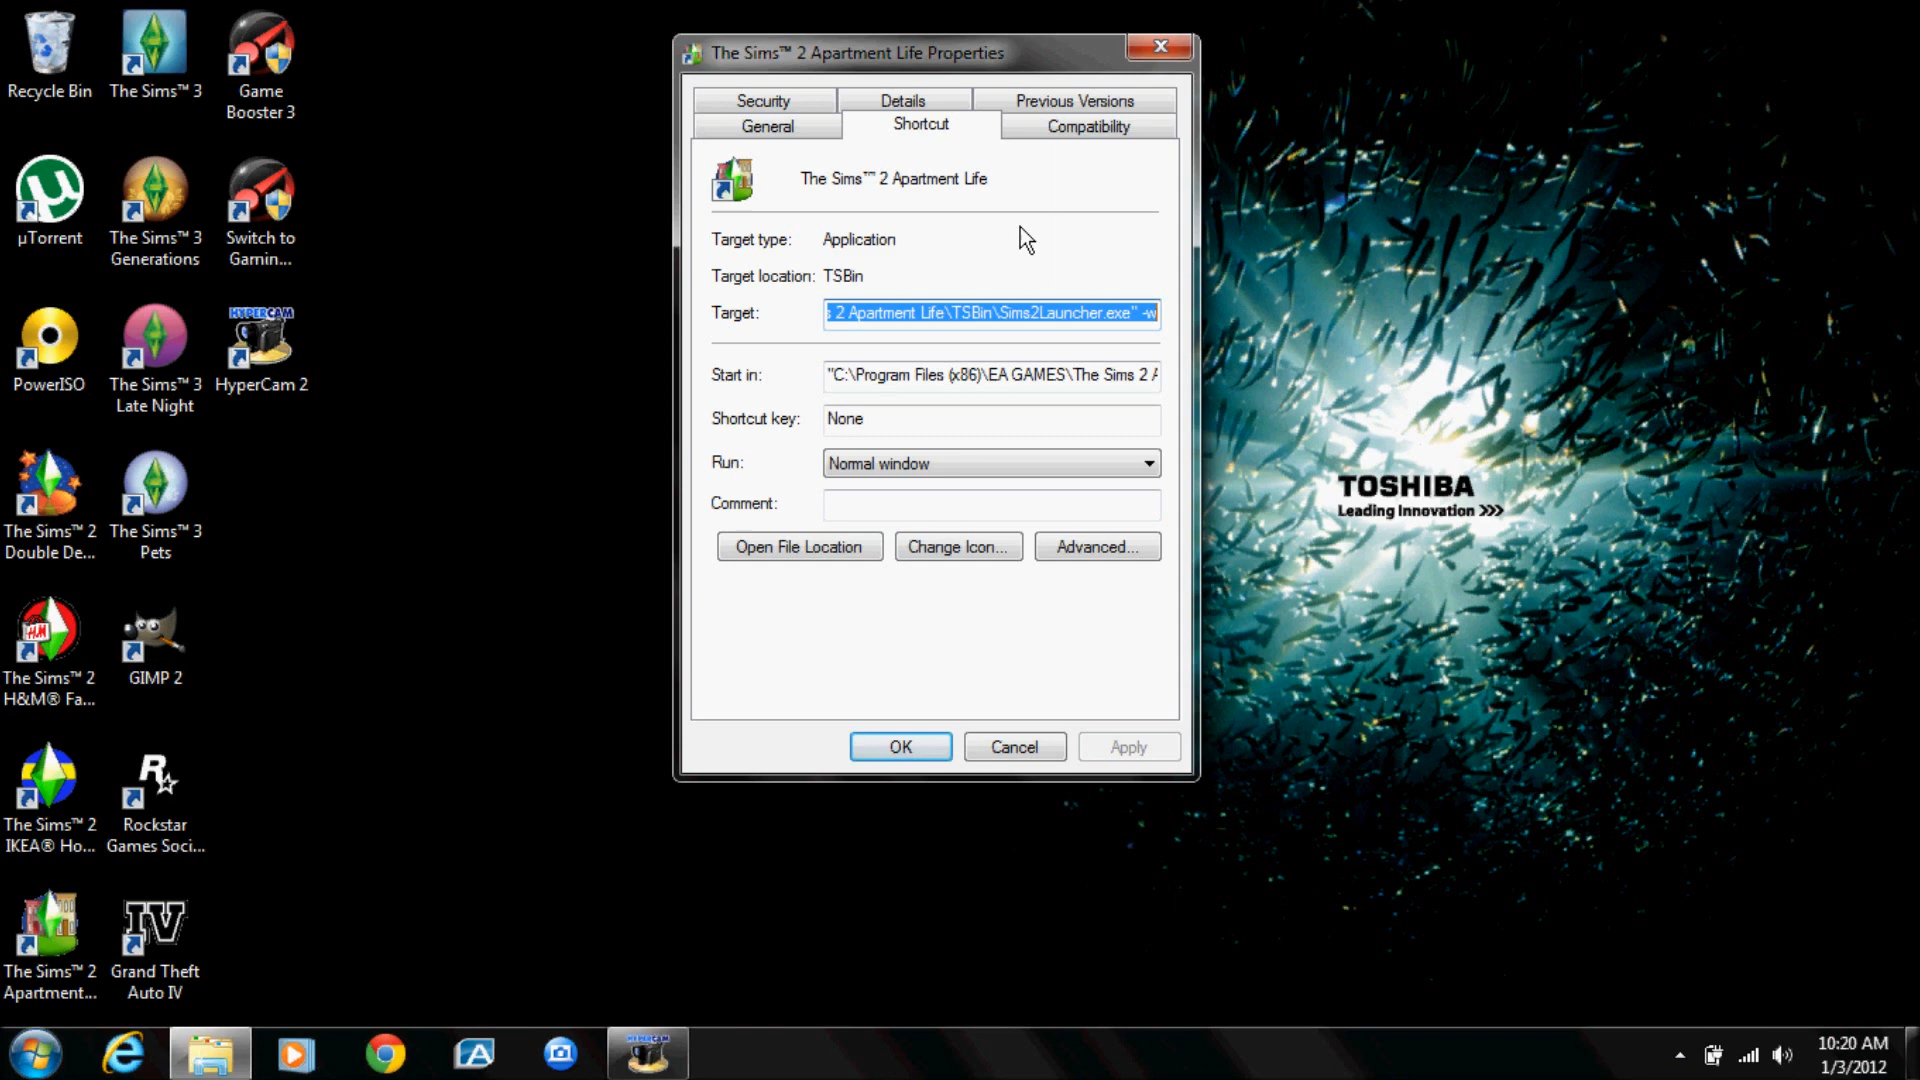 Recycle Bin
The Sims™ 3
Game
Booster 3
µTorrent
The Sims™ 3
Generations
Switch to
Gamin...
PowerISO
The Sims™ 3
Late Night
HYPERCAM
HyperCam 2
The Sims™ 2
Double De...
The Sims™ 3
Pets
H&M
The Sims™ 2
H&M® Fa...
GIMP 2
The Sims™ 2
IKEA® Ho...
R
Rockstar
Games Soci...
The Sims™ 2
Apartment...
IV
Grand Theft
Auto IV
The Sims™ 2 Apartment Life Properties
Security
Details
Previous Versions
General
Shortcut
Compatibility
The Sims™ 2 Apartment Life
Target type: Application
Target location: TSBin
Target: s 2 Apartment Life\TSBin\Sims2Launcher.exe" -w
Start in: "C:\Program Files (x86)\EA GAMES\The Sims 2 A
Shortcut key: None
Run: Normal window
Comment:
Open File Location
Change Icon...
Advanced...
OK
Cancel
Apply
TOSHIBA
Leading Innovation >>>
HYPERCAM
10:20 AM
1/3/2012